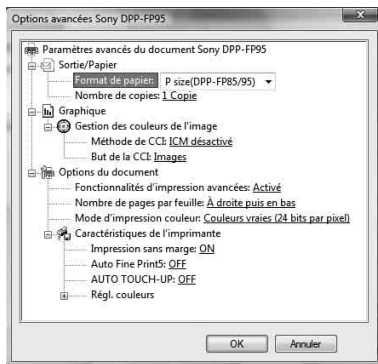 Options avancées Sony DPP-FP95
Paramètres avancés du document Sony DPP-FP95
Sortie/Papier
Format de papier: P size(DPP-FP85/95)
Nombre de copies: 1 Copie
Graphique
Gestion des couleurs de l'image
Méthode de CCI: ICM désactivé
But de la CCI: Images
Options du document
Fonctionnalités d'impression avancées: Activé
Nombre de pages par feuille: À droite puis en bas
Mode d'impression couleur: Couleurs vraies (24 bits par pixel)
Caractéristiques de l'imprimante
Impression sans marge: ON
Auto Fine Print5: OFF
AUTO TOUCH-UP: OFF
Régl. couleurs
OK Annuler